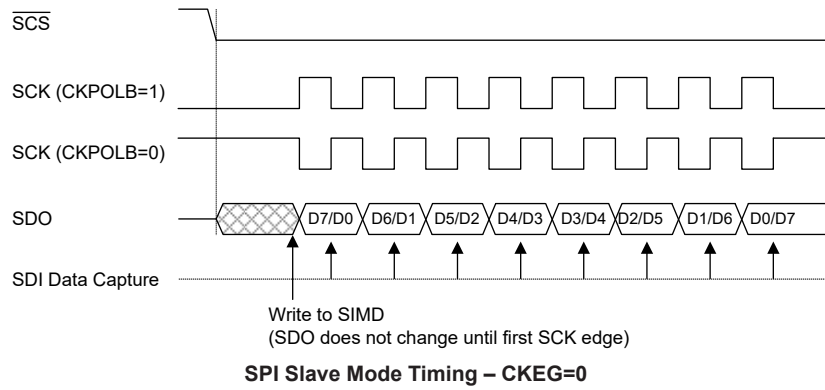 SCS
SCK (CKPOLB=1)
SCK (CKPOLB=0)
SDO
D7/D0 D6/D1 D5/D2 D4/D3 D3/D4 D2/D5 D1/D6 D0/D7
SDI Data Capture
Write to SIMD
(SDO does not change until first SCK edge)
SPI Slave Mode Timing – CKEG=0